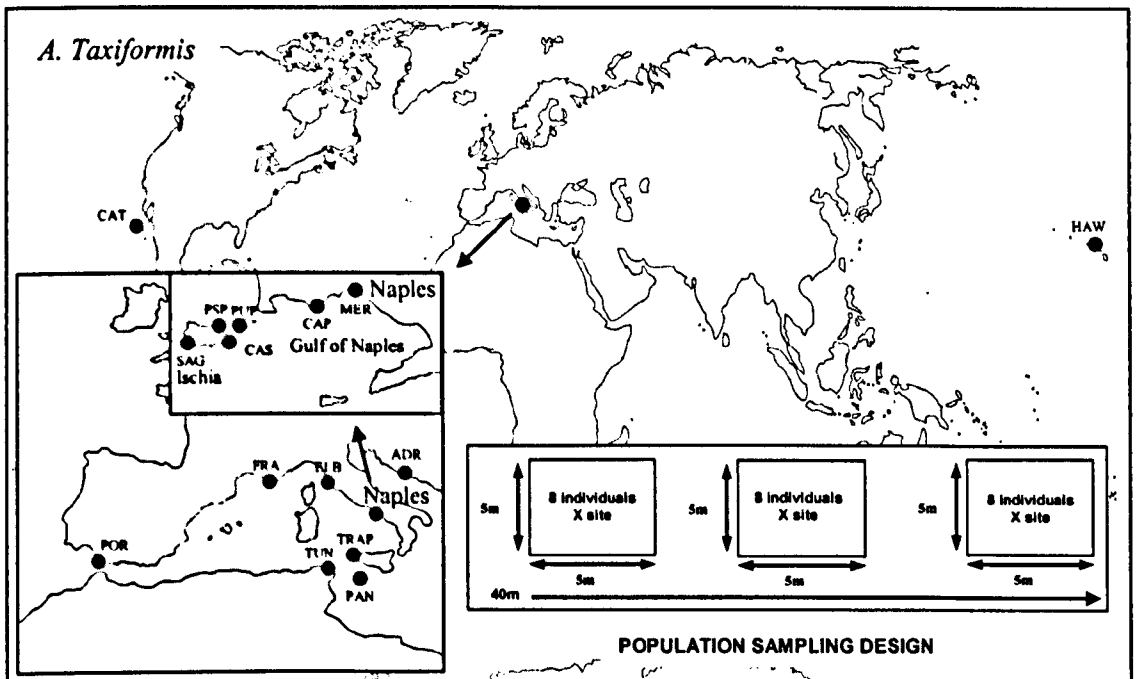 A. Taxiformis
CAT
HAW
Naples
PSP PUP
CAP
MER
SAG
CAS
Gulf of Naples
Ischia
FRA
ELB
ADR
Naples
POR
TUN
TRAP
PAN
5m
8 individuals
X site
5m
5m
8 individuals
X site
5m
5m
8 individuals
X site
5m
40m
POPULATION SAMPLING DESIGN